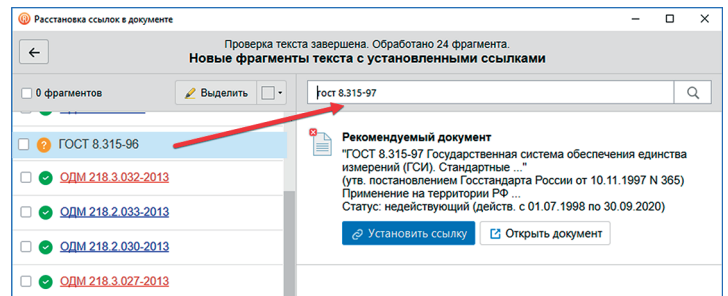 Расстановка ссылок в документе
Проверка текста завершена. Обработано 24 фрагмента.
Новые фрагменты текста с установленными ссылками
0 фрагментов
Выделить
гост 8.315-97
ГОСТ 8.315-96
ОДМ 218.3.032-2013
ОДМ 218.2.033-2013
ОДМ 218.2.030-2013
ОДМ 218.3.027-2013
Рекомендуемый документ
"ГОСТ 8.315-97 Государственная система обеспечения единства
измерений (ГСИ). Стандартные ..."
(утв. постановлением Госстандарта России от 10.11.1997 N 365)
Применение на территории РФ ...
Статус: недействующий (действ. с 01.07.1998 по 30.09.2020)
Установить ссылку
Открыть документ